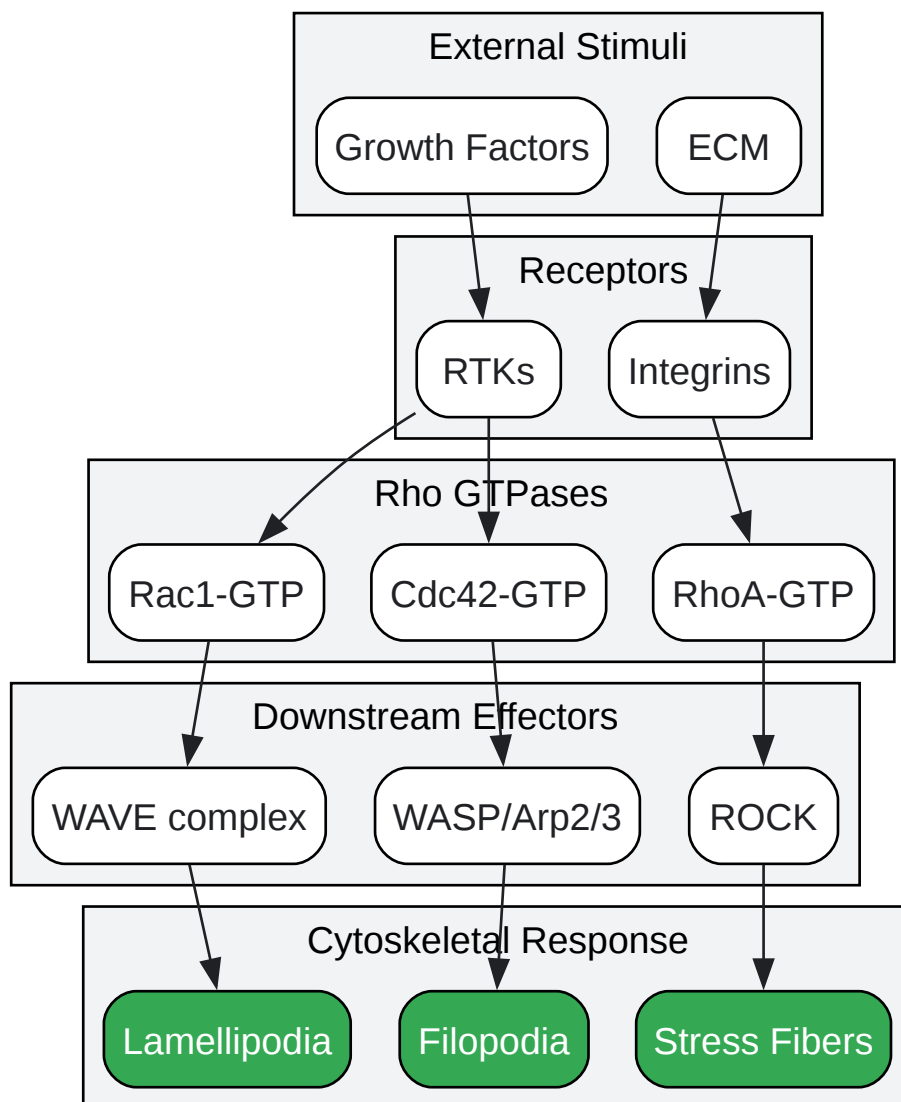 External Stimuli
Growth Factors
ECM
Receptors
RTKs
Integrins
Rho GTPases
Rac1-GTP
Cdc42-GTP
RhoA-GTP
Downstream Effectors
WAVE complex
WASP/Arp2/3
ROCK
Cytoskeletal Response
Lamellipodia
Filopodia
Stress Fibers